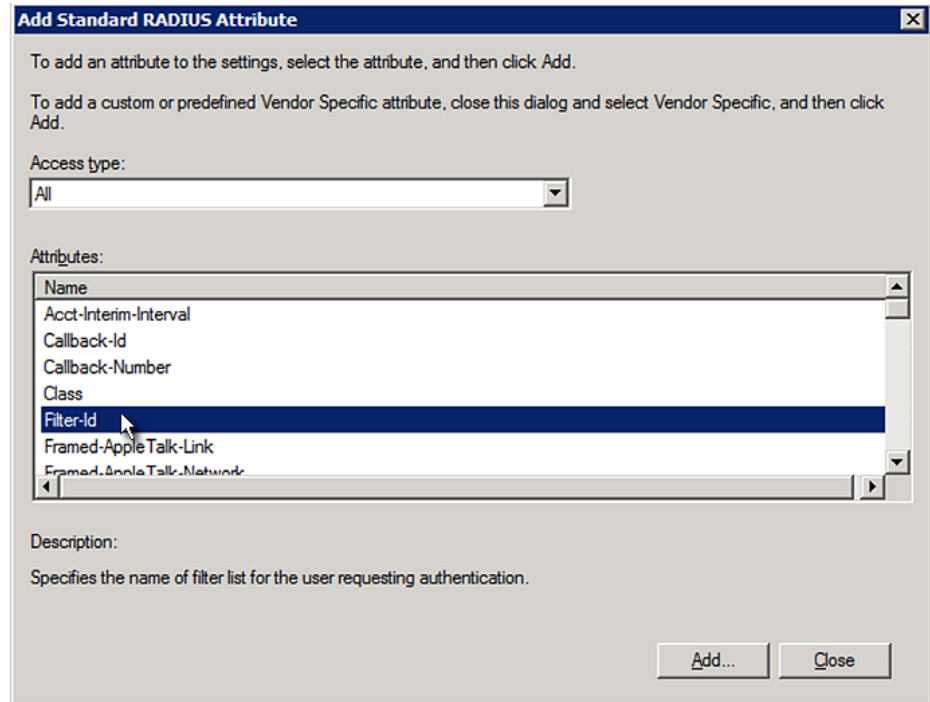 Add Standard RADIUS Attribute
To add an attribute to the settings, select the attribute, and then click Add.
To add a custom or predefined Vendor Specific attribute, close this dialog and select Vendor Specific, and then click
Add.
Access type:
All
Attributes:
Name
Acct-Interim-Interval
Callback-Id
Callback-Number
Class
Filter-Id
Framed-AppleTalk-Link
Framed-AppleTalk-Network
Description:
Specifies the name of filter list for the user requesting authentication.
Add... Close